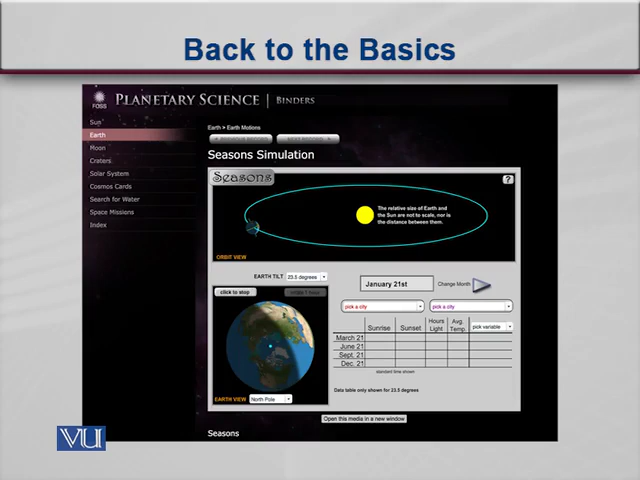 Back to the Basics
FOSS
PLANETARY SCIENCE | BINDERS
Sun
Earth
Moon
Craters
Solar System
Cosmos Cards
Search for Water
Space Missions
Index
Earth > Earth Motions
Seasons Simulation
Seasons
?
The relative size of Earth and
the Sun are not to scale, nor is
the distance between them.
ORBIT VIEW
EARTH TILT 23.5 degrees
January 21st
Change Month
click to stop
pick a city
pick a city
Sunrise Sunset Hours Light Avg. Temp. pick variable
March 21
June 21
Sept. 21
Dec. 21
standard time shown
Data table only shown for 23.5 degrees
EARTH VIEW North Pole
Open this media in a new window
Seasons
VU